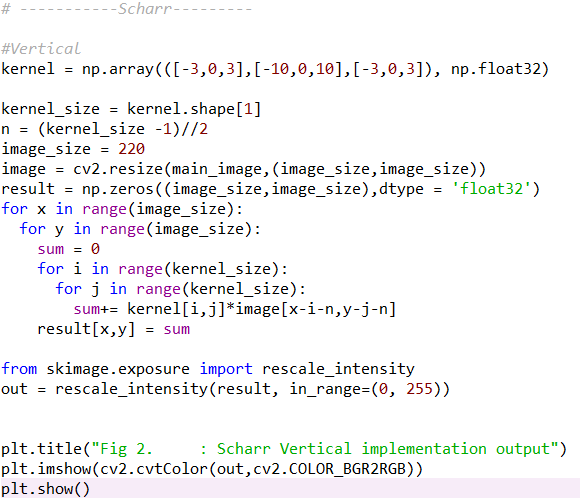 # -----------Scharr---------
#Vertical
kernel = np.array(([-3,0,3],[-10,0,10],[-3,0,3]), np.float32)
kernel_size = kernel.shape[1]
n = (kernel_size -1)//2
image_size = 220
image = cv2.resize(main_image,(image_size,image_size))
result = np.zeros((image_size,image_size),dtype = 'float32')
for x in range(image_size):
  for y in range(image_size):
    sum = 0
    for i in range(kernel_size):
      for j in range(kernel_size):
        sum+= kernel[i,j]*image[x-i-n,y-j-n]
    result[x,y] = sum
from skimage.exposure import rescale_intensity
out = rescale_intensity(result, in_range=(0, 255))
plt.title("Fig 2.     : Scharr Vertical implementation output")
plt.imshow(cv2.cvtColor(out,cv2.COLOR_BGR2RGB))
plt.show()